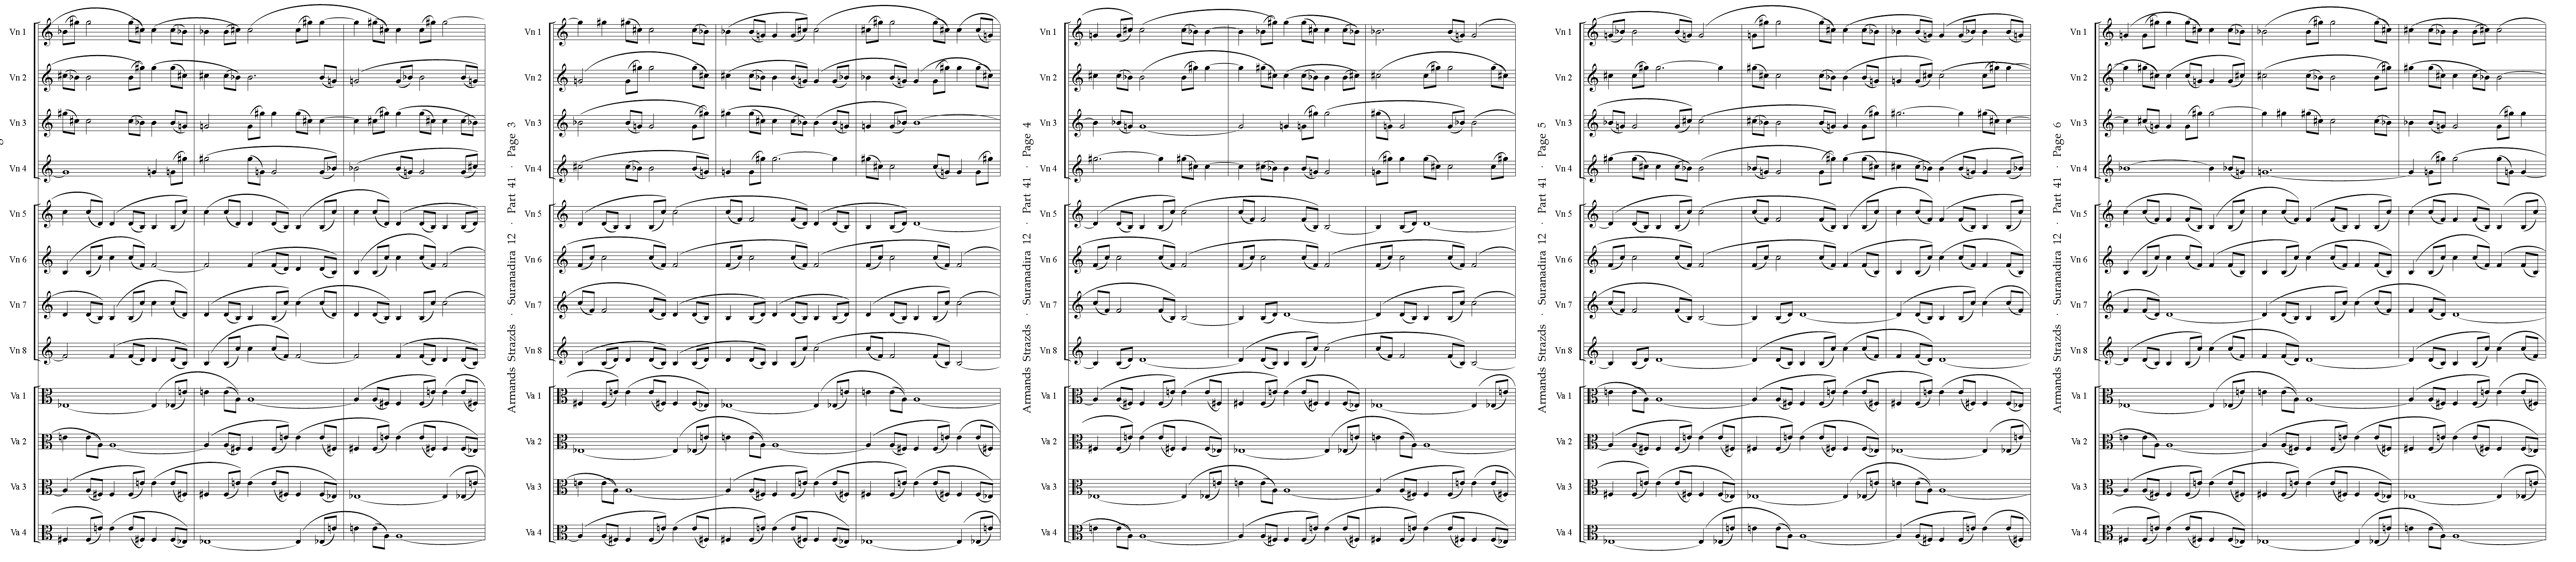 Vn 1
Vn 2
Vn 3
Vn 4
Vn 5
Vn 6
Vn 7
Vn 8
Va 1
Va 2
Va 3
Va 4
Armands Strazds · Suranadira 12 · Part 41 · Page 3
Vn 1
Vn 2
Vn 3
Vn 4
Vn 5
Vn 6
Vn 7
Vn 8
Va 1
Va 2
Va 3
Va 4
Armands Strazds · Suranadira 12 · Part 41 · Page 4
Vn 1
Vn 2
Vn 3
Vn 4
Vn 5
Vn 6
Vn 7
Vn 8
Va 1
Va 2
Va 3
Va 4
Armands Strazds · Suranadira 12 · Part 41 · Page 5
Vn 1
Vn 2
Vn 3
Vn 4
Vn 5
Vn 6
Vn 7
Vn 8
Va 1
Va 2
Va 3
Va 4
Armands Strazds · Suranadira 12 · Part 41 · Page 6
Vn 1
Vn 2
Vn 3
Vn 4
Vn 5
Vn 6
Vn 7
Vn 8
Va 1
Va 2
Va 3
Va 4